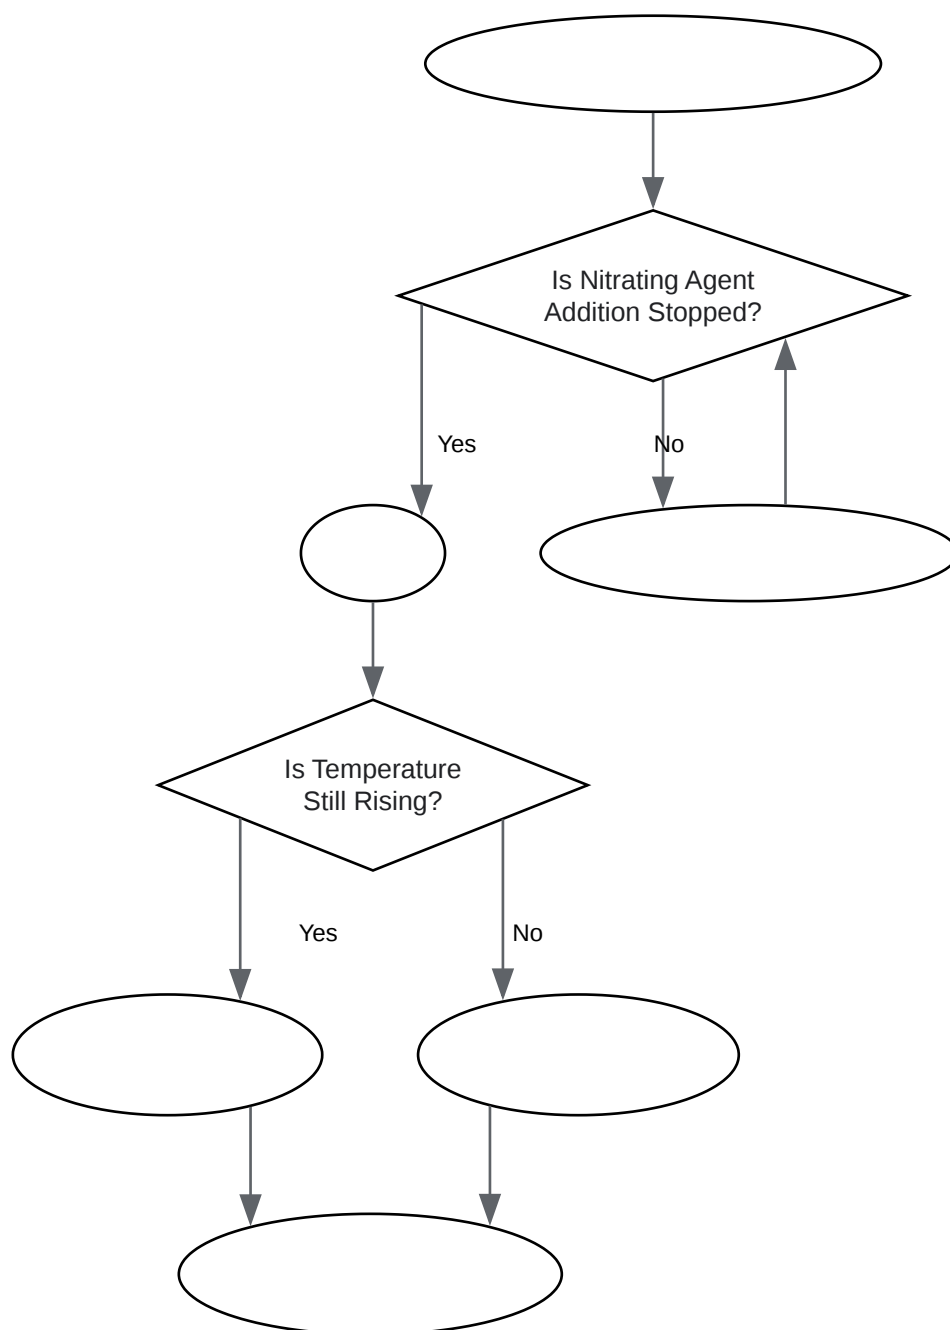 Is Nitrating Agent
Addition Stopped?
Yes
No
Is Temperature
Still Rising?
Yes
No